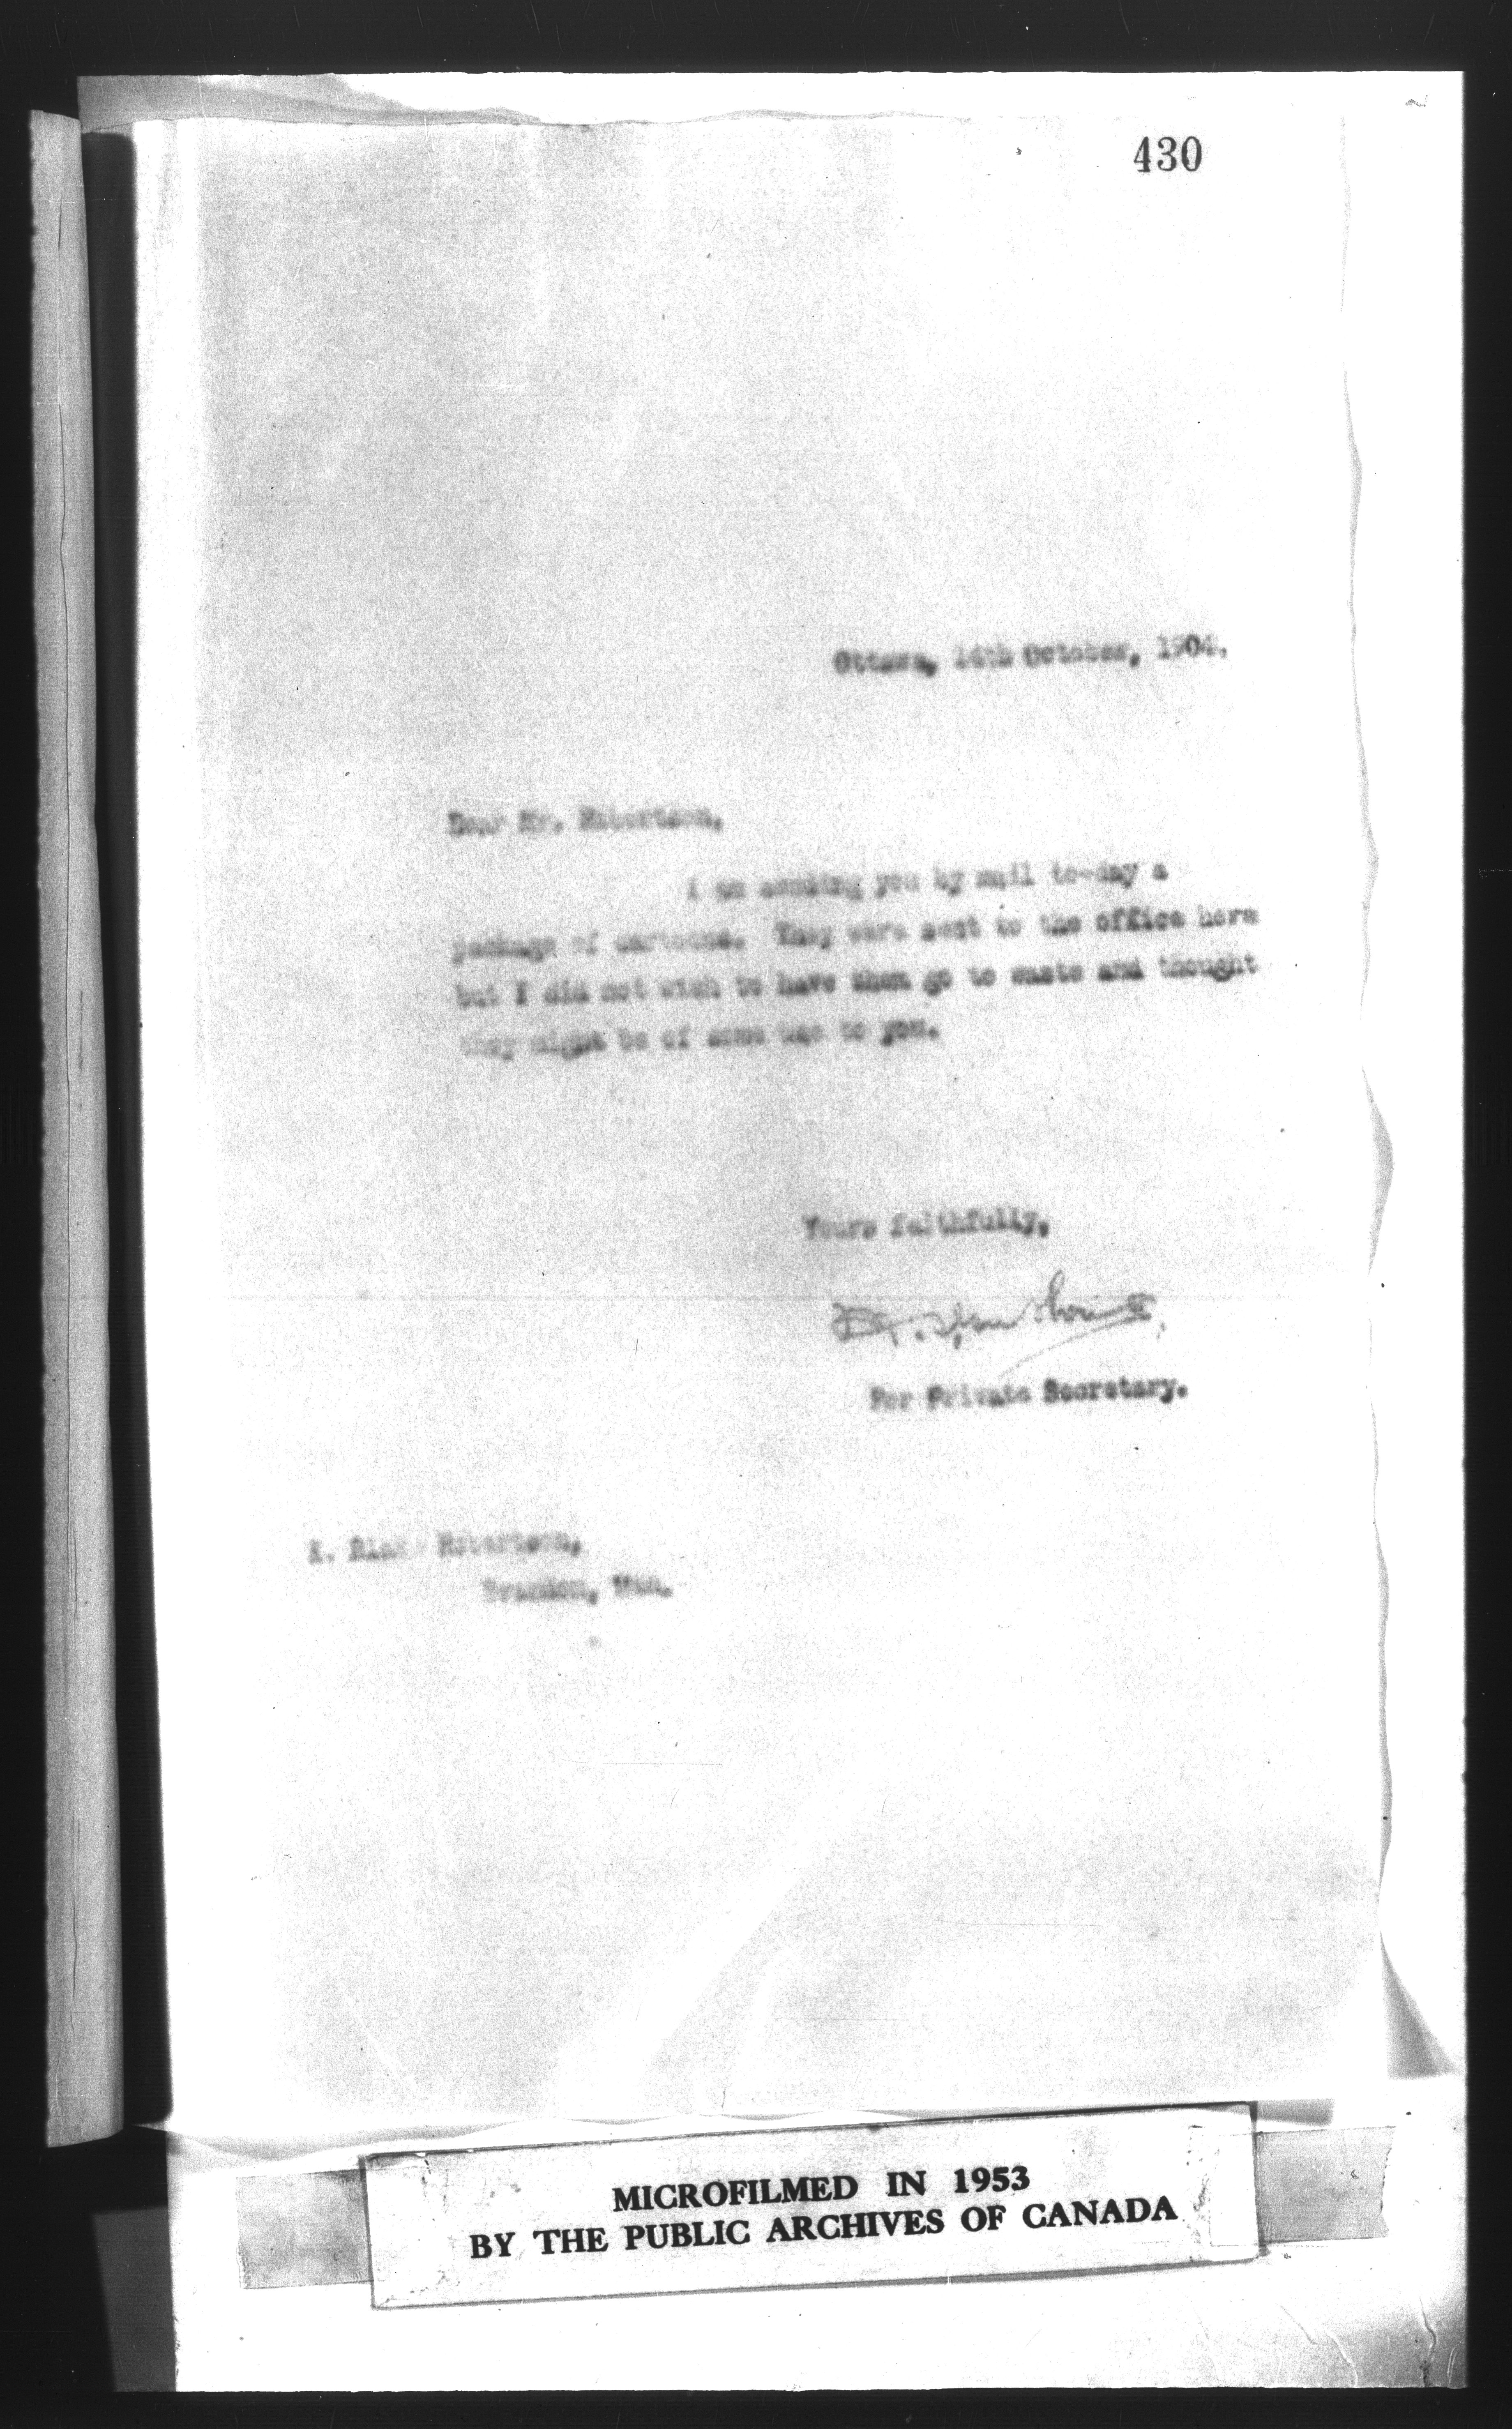 430
Ottawa, 14th October, 1904.
Dear Mr. Robertson,
I am sending you by mail to-day a
package of cartoons. They were sent to the office here
but I did not wish to have them go to waste and thought
they might be of some use to you.
Yours faithfully,
For Private Secretary.
Robertson,
Brandon, Man.
MICROFILMED IN 1953
BY THE PUBLIC ARCHIVES OF CANADA